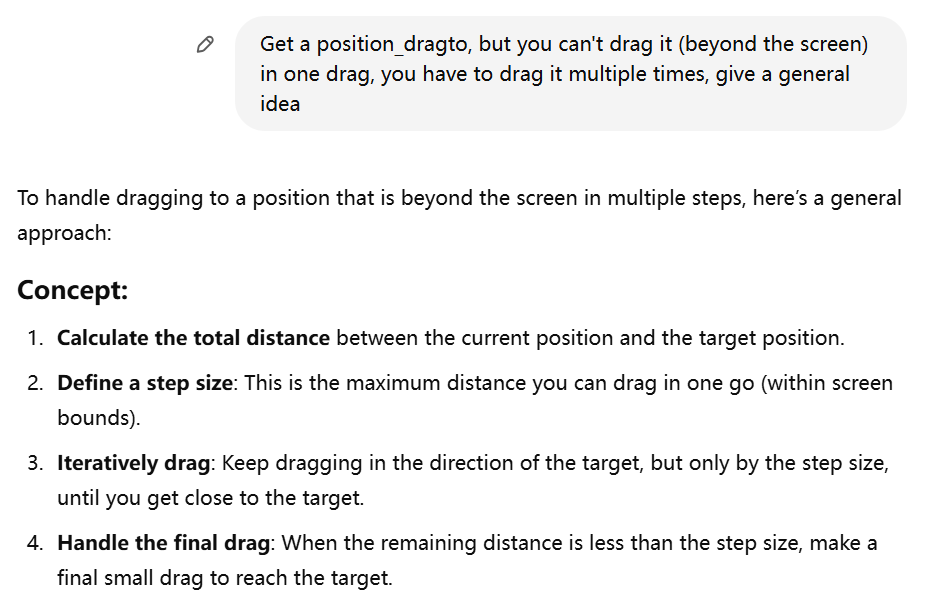 Get a position_dragto, but you can't drag it (beyond the screen)
in one drag, you have to drag it multiple times, give a general
idea
To handle dragging to a position that is beyond the screen in multiple steps, here’s a general
approach:
Concept:
1. Calculate the total distance between the current position and the target position.
2. Define a step size: This is the maximum distance you can drag in one go (within screen
bounds).
3. Iteratively drag: Keep dragging in the direction of the target, but only by the step size,
until you get close to the target.
4. Handle the final drag: When the remaining distance is less than the step size, make a
final small drag to reach the target.